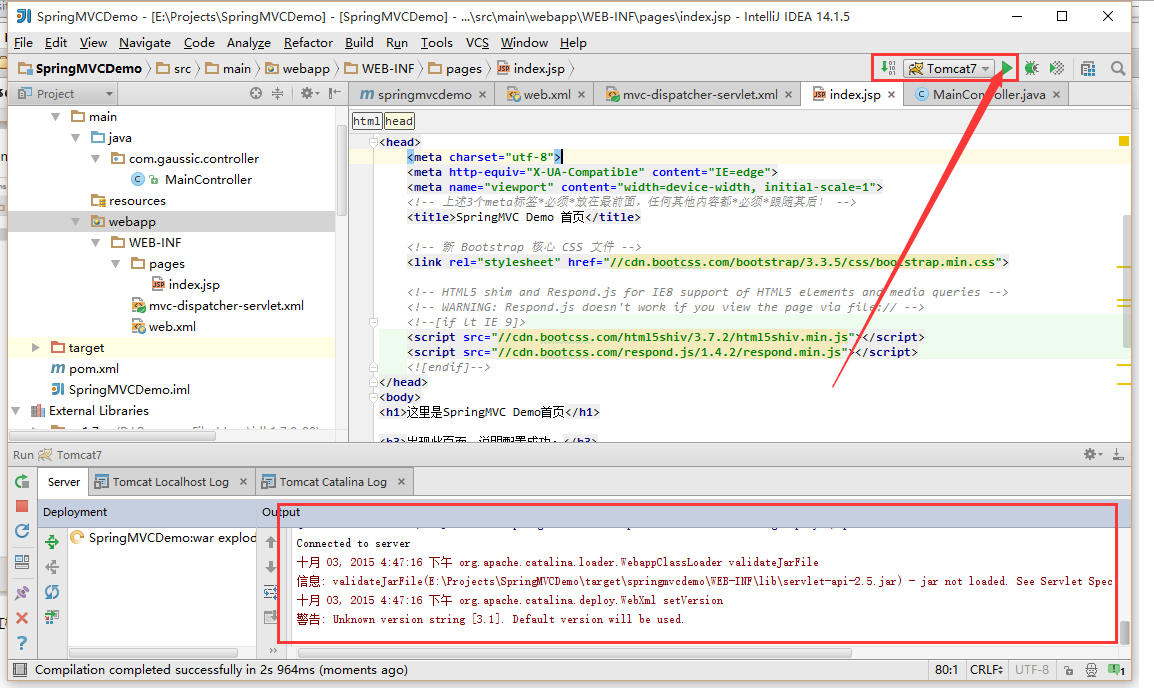 SpringMVCDemo - [E:\Projects\SpringMVCDemo] - [SpringMVCDemo] - ...\src\main\webapp\WEB-INF\pages\index.jsp - IntelliJ IDEA 14.1.5
File Edit View Navigate Code Analyze Refactor Build Run Tools VCS Window Help
SpringMVCDemo src main webapp WEB-INF pages index.jsp Tomcat7
Project
springmvcdemo web.xml mvc-dispatcher-servlet.xml index.jsp MainController.java
main
java
com.gaussic.controller
MainController
resources
webapp
WEB-INF
pages
index.jsp
mvc-dispatcher-servlet.xml
web.xml
target
pom.xml
SpringMVCDemo.iml
External Libraries
html head
<head>
<meta charset="utf-8">
<meta http-equiv="X-UA-Compatible" content="IE=edge">
<meta name="viewport" content="width=device-width, initial-scale=1">
<!-- 上述3个meta标签*必须*放在最前面，任何其他内容都*必须*跟随其后！ -->
<title>SpringMVC Demo 首页</title>
<!-- 新 Bootstrap 核心 CSS 文件 -->
<link rel="stylesheet" href="//cdn.bootcss.com/bootstrap/3.3.5/css/bootstrap.min.css">
<!-- HTML5 shim and Respond.js for IE8 support of HTML5 elements and media queries -->
<!-- WARNING: Respond.js doesn't work if you view the page via file:// -->
<!--[if lt IE 9]>
<script src="//cdn.bootcss.com/html5shiv/3.7.2/html5shiv.min.js"></script>
<script src="//cdn.bootcss.com/respond.js/1.4.2/respond.min.js"></script>
<![endif]-->
</head>
<body>
<h1>这里是SpringMVC Demo首页</h1>
<h3>出现此页面，说明配置成功。</h3>
Run Tomcat7
Server Tomcat Localhost Log Tomcat Catalina Log
Deployment Output
SpringMVCDemo:war explod
Connected to server
十月 03, 2015 4:47:16 下午 org.apache.catalina.loader.WebappClassLoader validateJarFile
信息: validateJarFile(E:\Projects\SpringMVCDemo\target\springmvcdemo\WEB-INF\lib\servlet-api-2.5.jar) - jar not loaded. See Servlet Spec
十月 03, 2015 4:47:16 下午 org.apache.catalina.deploy.WebXml setVersion
警告: Unknown version string [3.1]. Default version will be used.
Compilation completed successfully in 2s 964ms (moments ago) 80:1 CRLF UTF-8 1